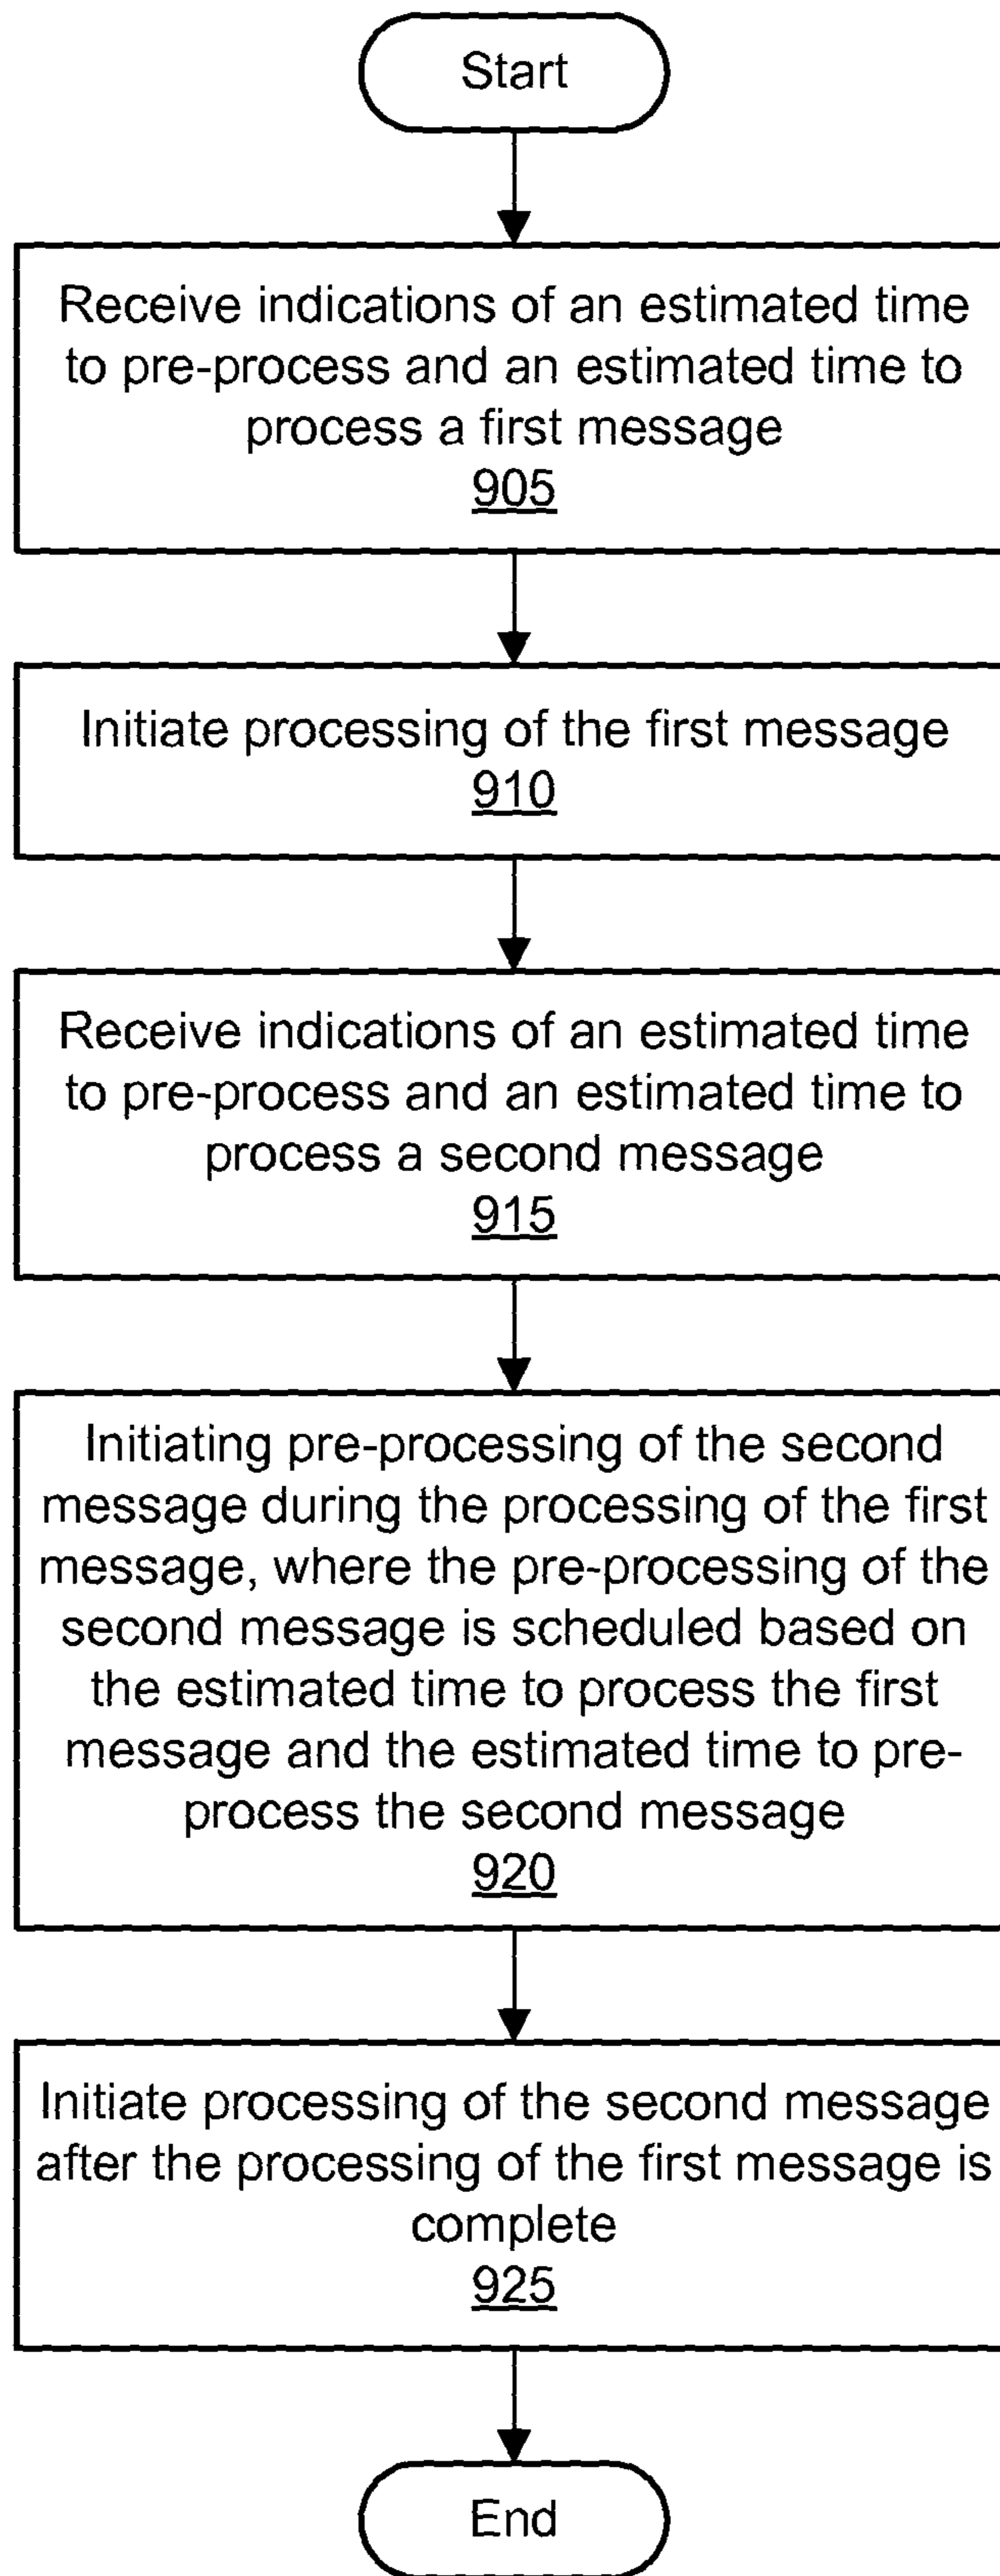 Start
Receive indications of an estimated time
to pre-process and an estimated time to
process a first message
905
Initiate processing of the first message
910
Receive indications of an estimated time
to pre-process and an estimated time to
process a second message
915
Initiating pre-processing of the second
message during the processing of the first
message, where the pre-processing of the
second message is scheduled based on
the estimated time to process the first
message and the estimated time to pre-
process the second message
920
Initiate processing of the second message
after the processing of the first message is
complete
925
End